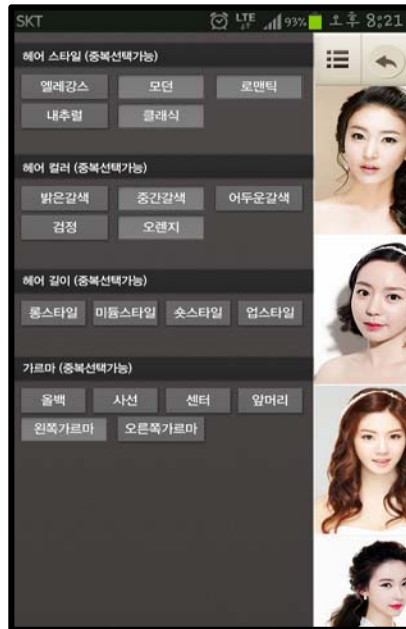 SKT LTE 93% 오후 8:21
헤어 스타일 (중복선택가능)
엘레강스 모던 로맨틱
내추럴 클래식
헤어 컬러 (중복선택가능)
밝은갈색 중간갈색 어두운갈색
검정 오렌지
헤어 길이 (중복선택가능)
롱스타일 미듐스타일 숏스타일 업스타일
가르마 (중복선택가능)
올백 사선 센터 앞머리
왼쪽가르마 오른쪽가르마